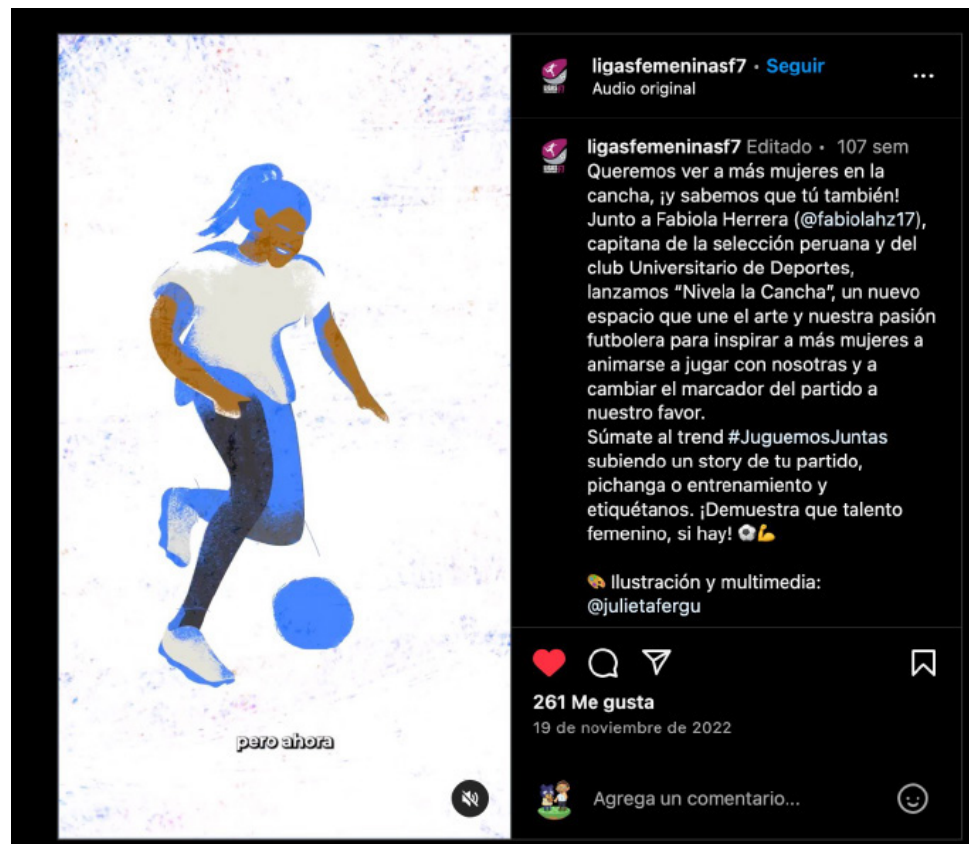 ligasfemeninasf7 · Seguir
Audio original
ligasfemeninasf7 Editado · 107 sem
Queremos ver a más mujeres en la
cancha, ¡y sabemos que tú también!
Junto a Fabiola Herrera (@fabiolahz17),
capitana de la selección peruana y del
club Universitario de Deportes,
lanzamos “Nivela la Cancha”, un nuevo
espacio que une el arte y nuestra pasión
futbolera para inspirar a más mujeres a
animarse a jugar con nosotras y a
cambiar el marcador del partido a
nuestro favor.
Súmate al trend #JuguemosJuntas
subiendo un story de tu partido,
pichanga o entrenamiento y
etiquétanos. ¡Demuestra que talento
femenino, si hay! ⚽💪
🎨 Ilustración y multimedia:
@julietafergu
261 Me gusta
19 de noviembre de 2022
Agrega un comentario...
pero ahora